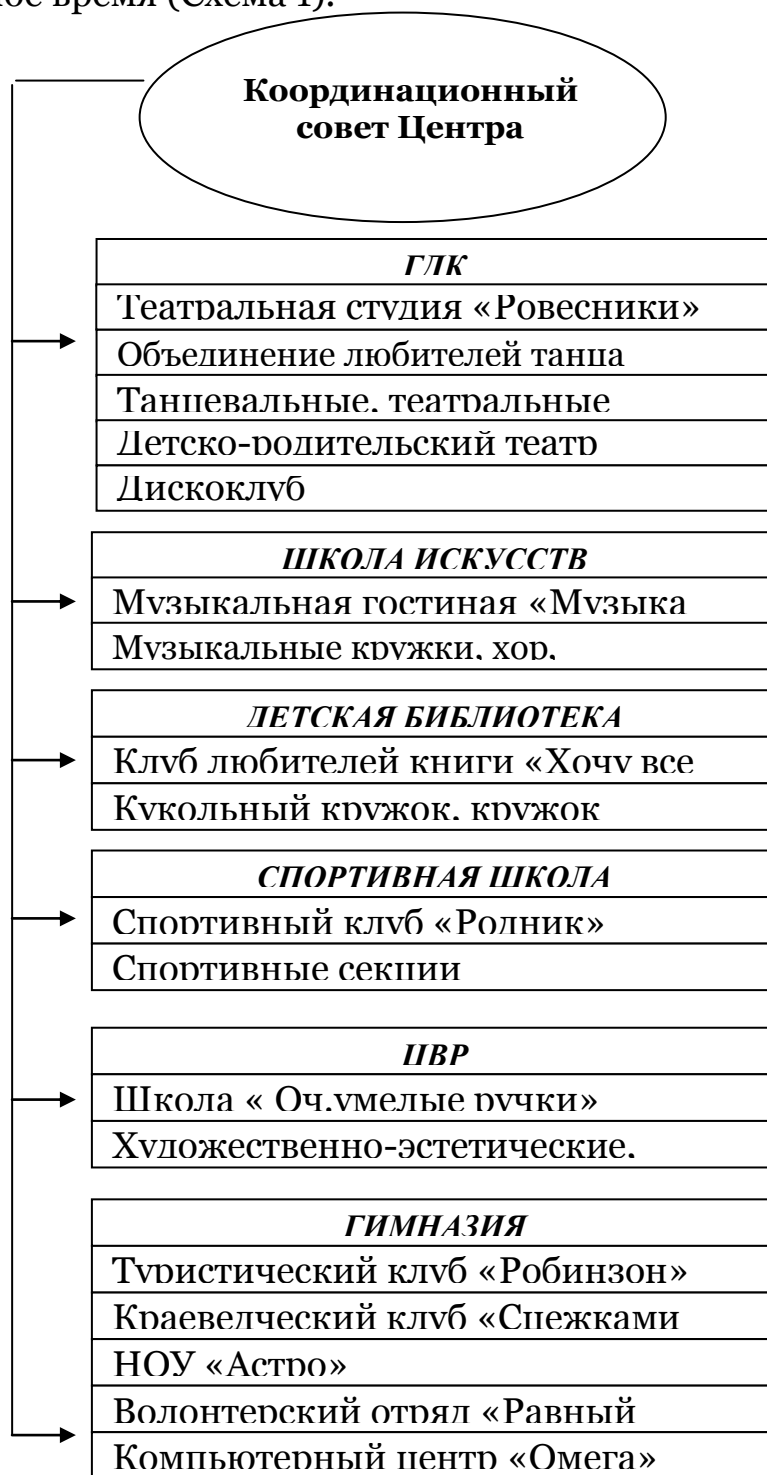 ное время (Схема 1).
Координационный
совет Центра
ГДК
Театральная студия «Ровесники»
Объединение любителей танца
Танцевальные, театральные
Детско-родительский театр
Дискоклуб
ШКОЛА ИСКУССТВ
Музыкальная гостиная «Музыка
Музыкальные кружки, хор,
ДЕТСКАЯ БИБЛИОТЕКА
Клуб любителей книги «Хочу все
Кукольный кружок, кружок
СПОРТИВНАЯ ШКОЛА
Спортивный клуб «Родник»
Спортивные секции
ЦВР
Школа « Оч.умелые ручки»
Художественно-эстетические,
ГИМНАЗИЯ
Туристический клуб «Робинзон»
Краеведческий клуб «Снежками
НОУ «Астро»
Волонтерский отряд «Равный
Компьютерный центр «Омега»